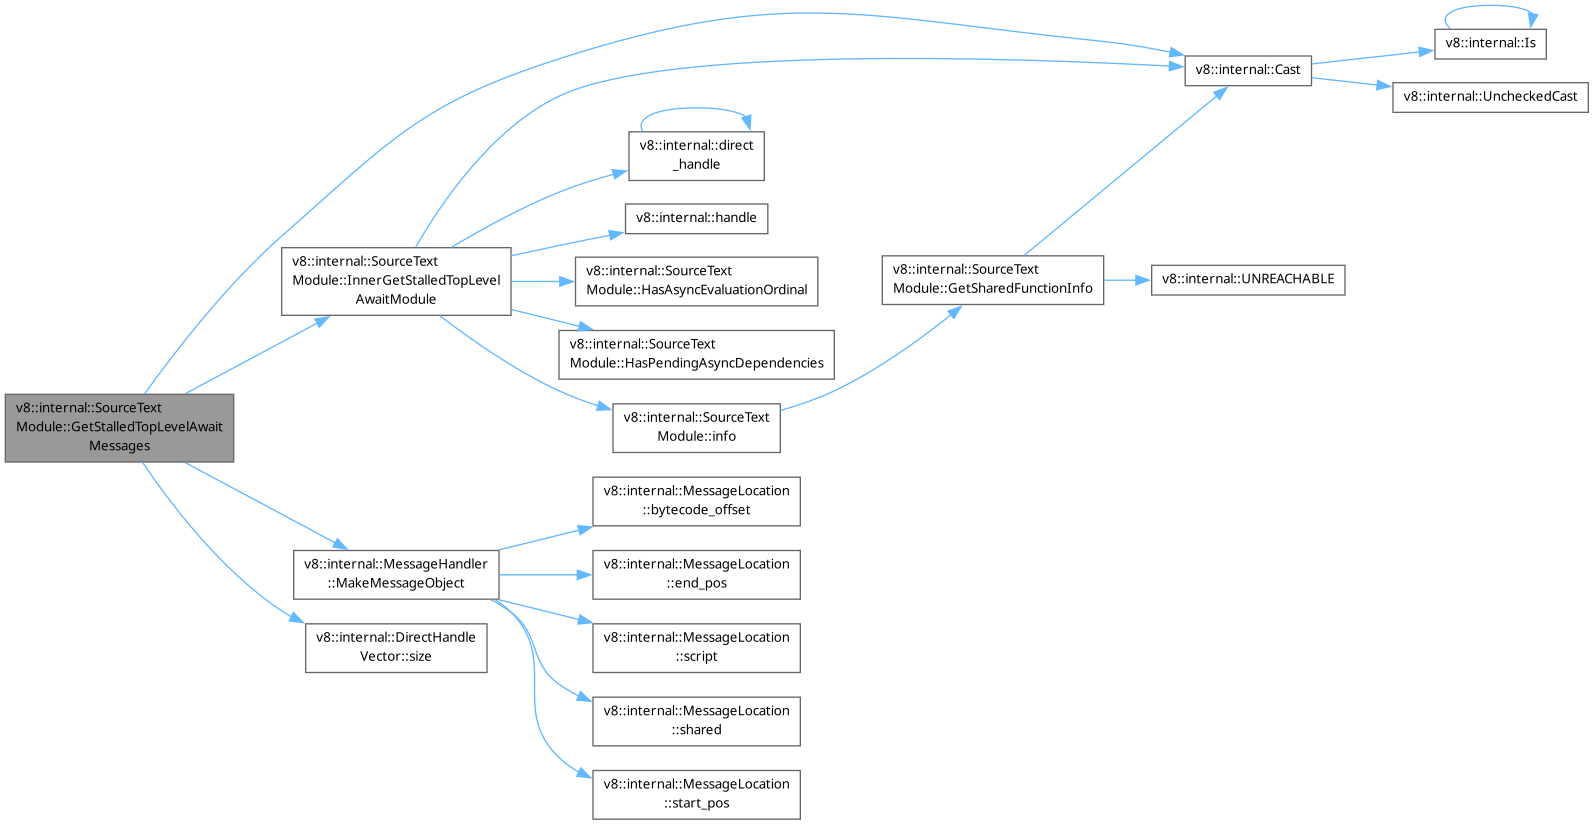 v8::internal::SourceText
Module::GetStalledTopLevelAwait
Messages
v8::internal::Cast
v8::internal::Is
v8::internal::UncheckedCast
v8::internal::SourceText
Module::InnerGetStalledTopLevel
AwaitModule
v8::internal::direct
_handle
v8::internal::handle
v8::internal::SourceText
Module::HasAsyncEvaluationOrdinal
v8::internal::SourceText
Module::HasPendingAsyncDependencies
v8::internal::SourceText
Module::info
v8::internal::SourceText
Module::GetSharedFunctionInfo
v8::internal::UNREACHABLE
v8::internal::MessageHandler
::MakeMessageObject
v8::internal::MessageLocation
::bytecode_offset
v8::internal::MessageLocation
::end_pos
v8::internal::MessageLocation
::script
v8::internal::MessageLocation
::shared
v8::internal::MessageLocation
::start_pos
v8::internal::DirectHandle
Vector::size